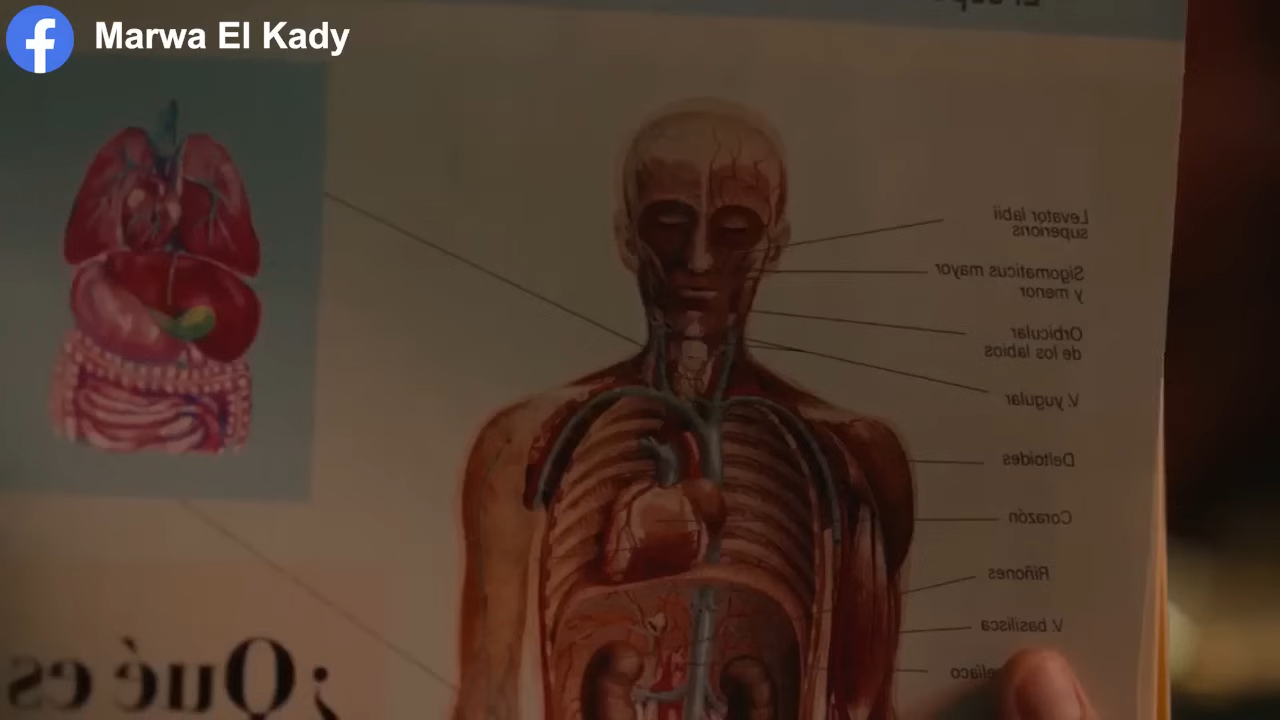 Marwa El Kady
Levator labii
superioris
Sigomaticus mayor
y menor
Orbicular
de los labios
V. yugular
Deltoides
Corazón
Riñones
V. basilisca
¿Qué es